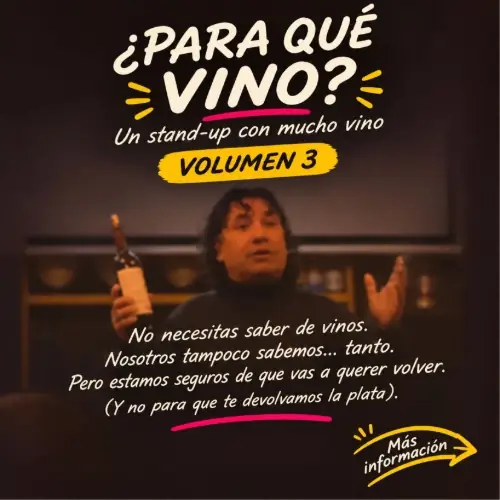 ¿PARA QUÉ
VINO?
Un stand-up con mucho vino
VOLUMEN 3
No necesitas saber de vinos.
Nosotros tampoco sabemos... tanto.
Pero estamos seguros de que vas a querer volver.
(Y no para que te devolvamos la plata).
Más
información